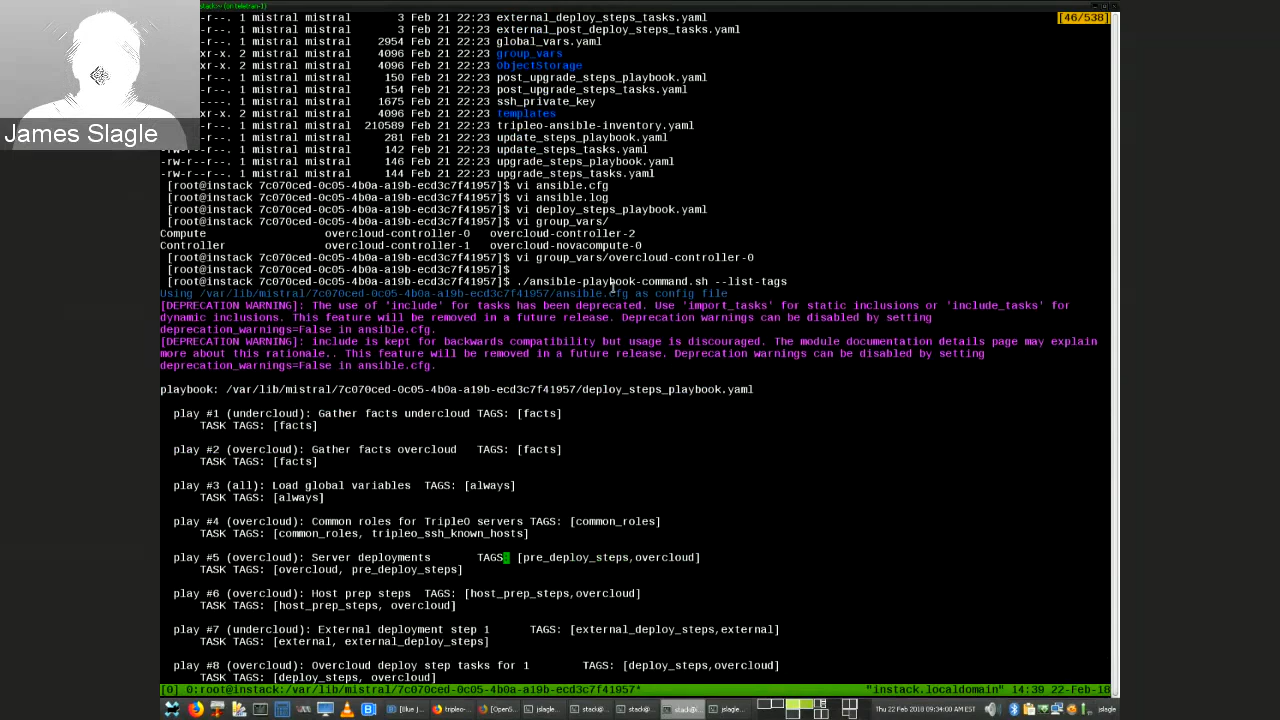 stack@~ (on teletran-1)
-rw-r--r--. 1 mistral mistral 3 Feb 21 22:23 external_deploy_steps_tasks.yaml [46/538]
r--. 1 mistral mistral 3 Feb 21 22:23 external_post_deploy_steps_tasks.yaml
r--. 1 mistral mistral 2954 Feb 21 22:23 global_vars.yaml
xr-x. 2 mistral mistral 4096 Feb 21 22:23 group_vars
xr-x. 2 mistral mistral 4096 Feb 21 22:23 ObjectStorage
r--. 1 mistral mistral 150 Feb 21 22:23 post_upgrade_steps_playbook.yaml
r--. 1 mistral mistral 154 Feb 21 22:23 post_upgrade_steps_tasks.yaml
---. 1 mistral mistral 1675 Feb 21 22:23 ssh_private_key
xr-x. 2 mistral mistral 4096 Feb 21 22:23 templates
r--. 1 mistral mistral 210589 Feb 21 22:23 tripleo-ansible-inventory.yaml
James Slagle
r--. 1 mistral mistral 281 Feb 21 22:23 update_steps_playbook.yaml
-rw-r--r--. 1 mistral mistral 142 Feb 21 22:23 update_steps_tasks.yaml
-rw-r--r--. 1 mistral mistral 146 Feb 21 22:23 upgrade_steps_playbook.yaml
-rw-r--r--. 1 mistral mistral 144 Feb 21 22:23 upgrade_steps_tasks.yaml
[root@instack 7c070ced-0c05-4b0a-a19b-ecd3c7f41957]$ vi ansible.cfg
[root@instack 7c070ced-0c05-4b0a-a19b-ecd3c7f41957]$ vi ansible.log
[root@instack 7c070ced-0c05-4b0a-a19b-ecd3c7f41957]$ vi deploy_steps_playbook.yaml
[root@instack 7c070ced-0c05-4b0a-a19b-ecd3c7f41957]$ vi group_vars/
Compute overcloud-controller-0 overcloud-controller-2
Controller overcloud-controller-1 overcloud-novacompute-0
[root@instack 7c070ced-0c05-4b0a-a19b-ecd3c7f41957]$ vi group_vars/overcloud-controller-0
[root@instack 7c070ced-0c05-4b0a-a19b-ecd3c7f41957]$
[root@instack 7c070ced-0c05-4b0a-a19b-ecd3c7f41957]$ ./ansible-playbook-command.sh --list-tags
Using /var/lib/mistral/7c070ced-0c05-4b0a-a19b-ecd3c7f41957/ansible.cfg as config file
[DEPRECATION WARNING]: The use of 'include' for tasks has been deprecated. Use 'import_tasks' for static inclusions or 'include_tasks' for
dynamic inclusions. This feature will be removed in a future release. Deprecation warnings can be disabled by setting
deprecation_warnings=False in ansible.cfg.
[DEPRECATION WARNING]: include is kept for backwards compatibility but usage is discouraged. The module documentation details page may explain
more about this rationale.. This feature will be removed in a future release. Deprecation warnings can be disabled by setting
deprecation_warnings=False in ansible.cfg.
playbook: /var/lib/mistral/7c070ced-0c05-4b0a-a19b-ecd3c7f41957/deploy_steps_playbook.yaml
play #1 (undercloud): Gather facts undercloud TAGS: [facts]
TASK TAGS: [facts]
play #2 (overcloud): Gather facts overcloud TAGS: [facts]
TASK TAGS: [facts]
play #3 (all): Load global variables TAGS: [always]
TASK TAGS: [always]
play #4 (overcloud): Common roles for TripleO servers TAGS: [common_roles]
TASK TAGS: [common_roles, tripleo_ssh_known_hosts]
play #5 (overcloud): Server deployments TAGS: [pre_deploy_steps,overcloud]
TASK TAGS: [overcloud, pre_deploy_steps]
play #6 (overcloud): Host prep steps TAGS: [host_prep_steps,overcloud]
TASK TAGS: [host_prep_steps, overcloud]
play #7 (undercloud): External deployment step 1 TAGS: [external_deploy_steps,external]
TASK TAGS: [external, external_deploy_steps]
play #8 (overcloud): Overcloud deploy step tasks for 1 TAGS: [deploy_steps,overcloud]
TASK TAGS: [deploy_steps, overcloud]
[0] 0:root@instack:/var/lib/mistral/7c070ced-0c05-4b0a-a19b-ecd3c7f41957* "instack.localdomain" 14:39 22-Feb-18
[Blue j... tripleo-... [OpenS... jslagle... stack@... stack@... stack@... jslagle... Thu 22 Feb 2018 09:34:00 AM EST jslagle